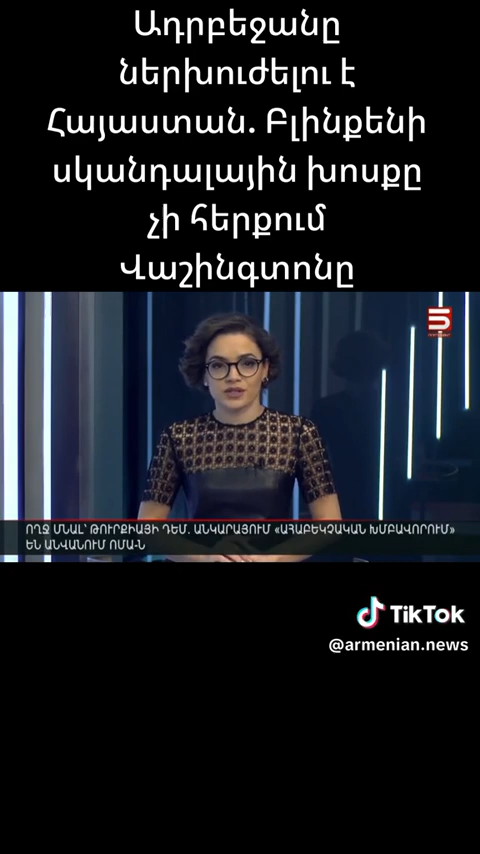 Ադրբեջանը
ներխուժելու է
Հայաստան. Բլինքենի
սկանդալային խոսքը
չի հերքում
Վաշինգտոնը
5
ՈՂՋ ՄՆԱԼ՝ ԹՈՒՐՔԻԱՅԻ ԴԵՄ. ԱՆԿԱՐԱՅՈՒՄ «ԱՀԱԲԵԿՉԱԿԱՆ ԽՄԲԱՎՈՐՈՒՄ»
ԵՆ ԱՆՎԱՆՈՒՄ ՈՄԱ-Ն
TikTok
@armenian.news